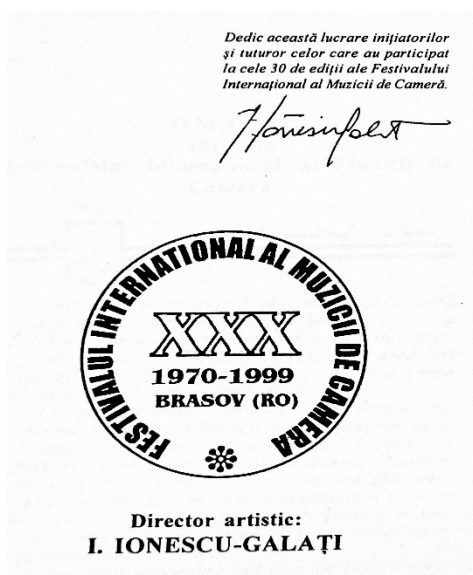 Dedic această lucrare inițiatorilor
și tuturor celor care au participat
la cele 30 de ediții ale Festivalului
Internațional al Muzicii de Cameră.
FESTIVALUL INTERNATIONAL AL MUZICII DE CAMERA
XXX
1970-1999
BRASOV (RO)
Director artistic:
I. IONESCU-GALAȚI